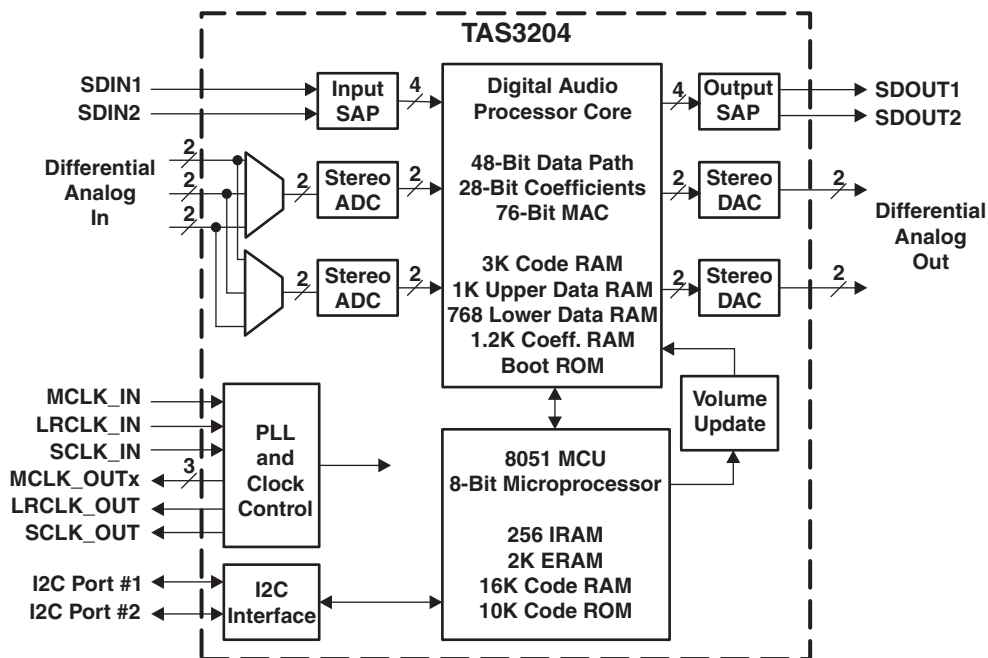 TAS3204
SDIN1
SDIN2
Input
SAP
4
Digital Audio
Processor Core
48-Bit Data Path
28-Bit Coefficients
76-Bit MAC
3K Code RAM
1K Upper Data RAM
768 Lower Data RAM
1.2K Coeff. RAM
Boot ROM
4
Output
SAP
SDOUT1
SDOUT2
Differential
Analog
In
2
2
2
2
Stereo
ADC
2
2
Stereo
DAC
2
2
Stereo
ADC
2
2
Stereo
DAC
2
Differential
Analog
Out
MCLK_IN
LRCLK_IN
SCLK_IN
MCLK_OUTx
3
LRCLK_OUT
SCLK_OUT
PLL
and
Clock
Control
Volume
Update
8051 MCU
8-Bit Microprocessor
256 IRAM
2K ERAM
16K Code RAM
10K Code ROM
I2C Port #1
I2C Port #2
I2C
Interface